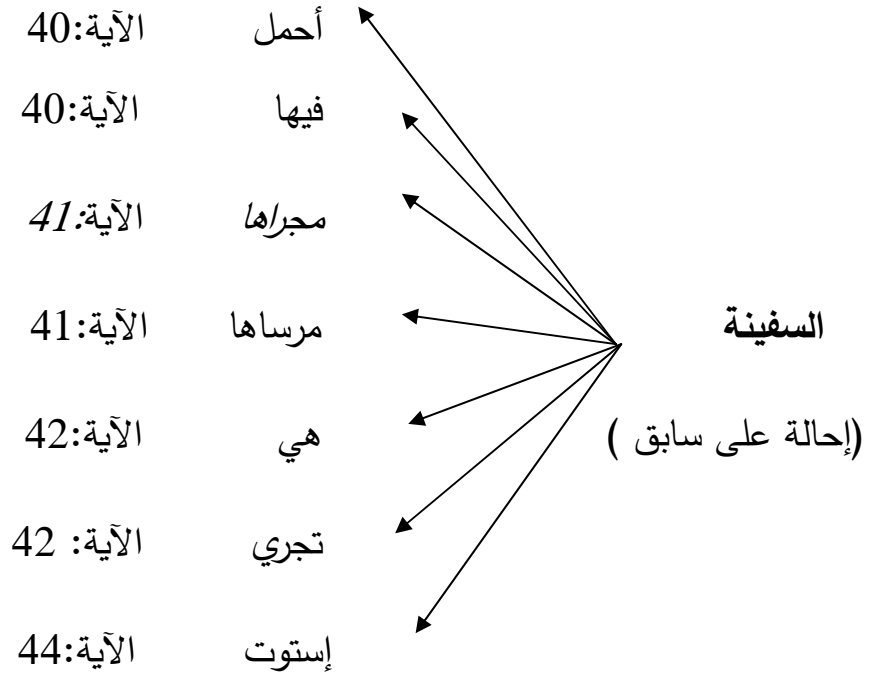 أحمل الآية:40
فيها الآية:40
مجراها الآية:41
السفينة مرساها الآية:41
(إحالة على سابق ) هي الآية:42
تجري الآية: 42
إستوت الآية:44